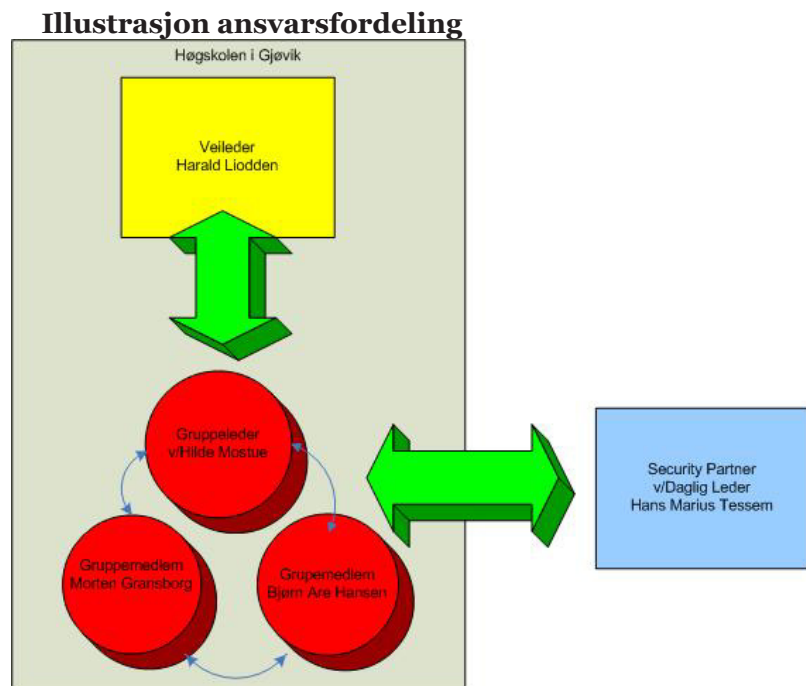 Illustrasjon ansvarsfordeling
Høgskolen i Gjøvik
Veileder
Harald Liodden
Gruppeleder
v/Hilde Mostue
Security Partner
v/Daglig Leder
Hans Marius Tessem
Gruppemedlem
Morten Gransborg
Grupemedlem
Bjørn Are Hansen